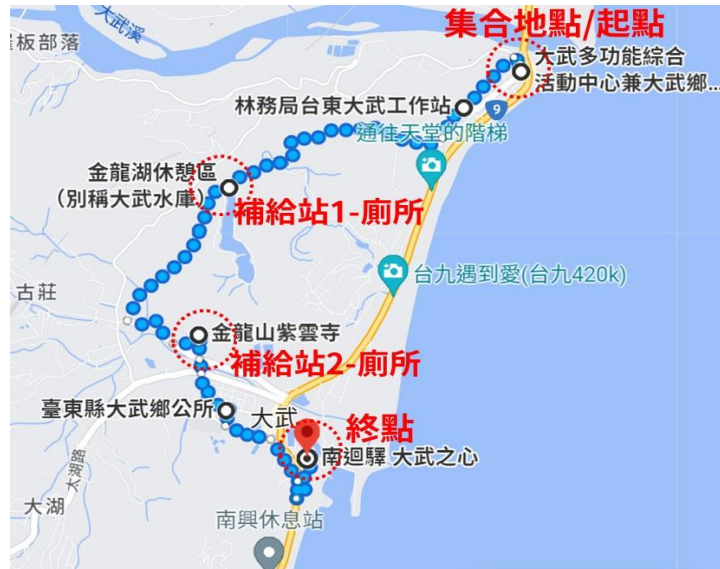 集合地點/起點
大武溪
板部落
大武多功能綜合
活動中心兼大武鄉...
林務局台東大武工作站
9
通往天堂的階梯
金龍湖休憩區
(別稱大武水庫)
補給站1-廁所
台九遇到愛(台九420k)
古莊
金龍山紫雲寺
補給站2-廁所
臺東縣大武鄉公所
大武
終點
南迴驛 大武之心
太湖路
大湖
南興休息站